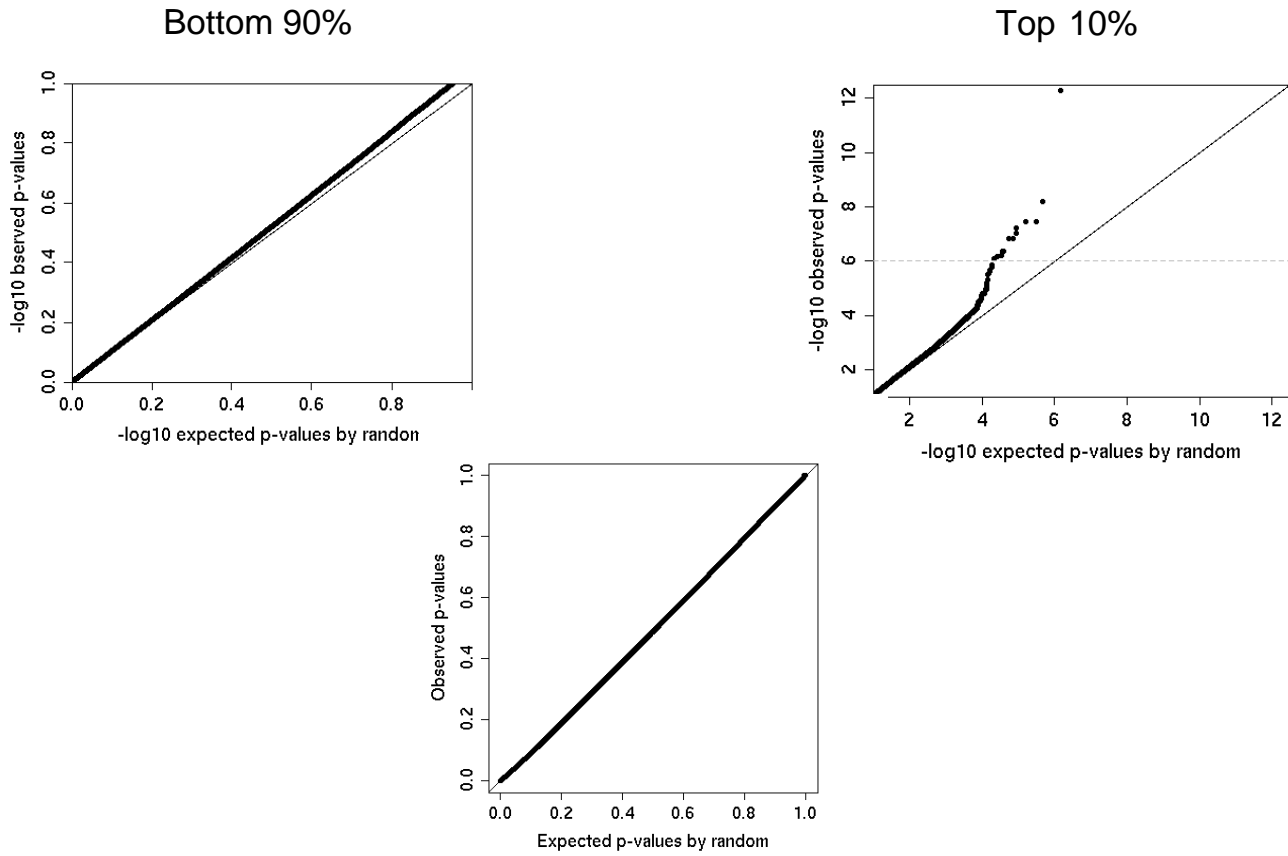 Bottom 90%
Top 10%
1.0
0.8
0.6
0.4
0.2
0.0
-log10 bserved p-values
0.0 0.2 0.4 0.6 0.8
-log10 expected p-values by random
12
10
8
6
4
2
-log10 observed p-values
2 4 6 8 10 12
-log10 expected p-values by random
1.0
0.8
0.6
0.4
0.2
0.0
Observed p-values
0.0 0.2 0.4 0.6 0.8 1.0
Expected p-values by random